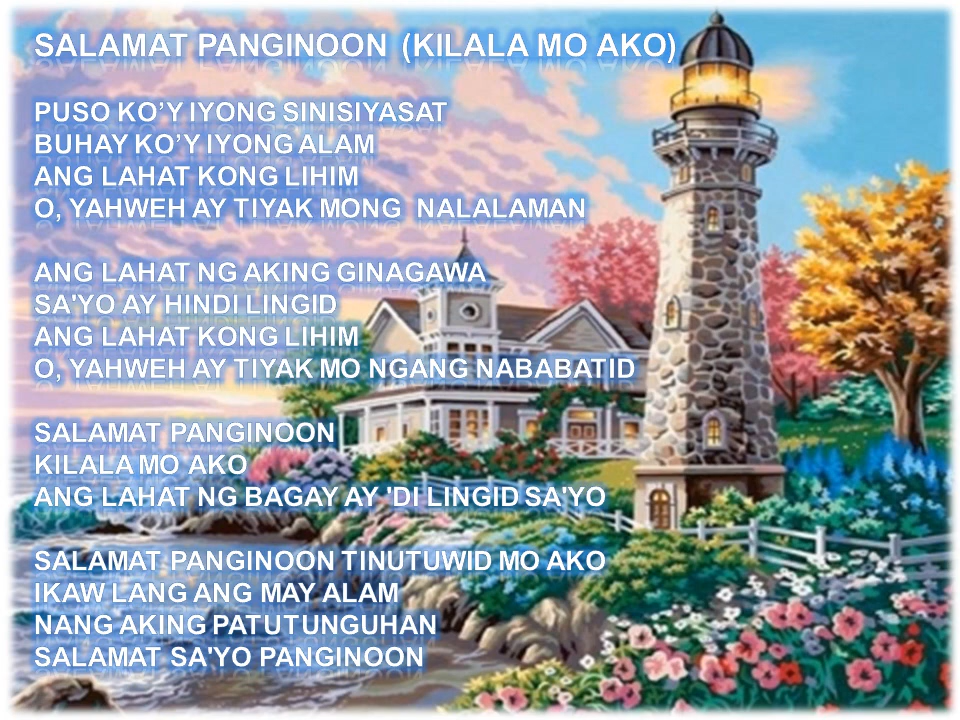 SALAMAT PANGINOON (KILALA MO AKO)
PUSO KO’Y IYONG SINISIYASAT
BUHAY KO’Y IYONG ALAM
ANG LAHAT KONG LIHIM
O, YAHWEH AY TIYAK MONG NALALAMAN
ANG LAHAT NG AKING GINAGAWA
SA'YO AY HINDI LINGID
ANG LAHAT KONG LIHIM
O, YAHWEH AY TIYAK MO NGANG NABABATID
SALAMAT PANGINOON
KILALA MO AKO
ANG LAHAT NG BAGAY AY 'DI LINGID SA'YO
SALAMAT PANGINOON TINUTUWID MO AKO
IKAW LANG ANG MAY ALAM
NANG AKING PATUTUNGUHAN
SALAMAT SA'YO PANGINOON